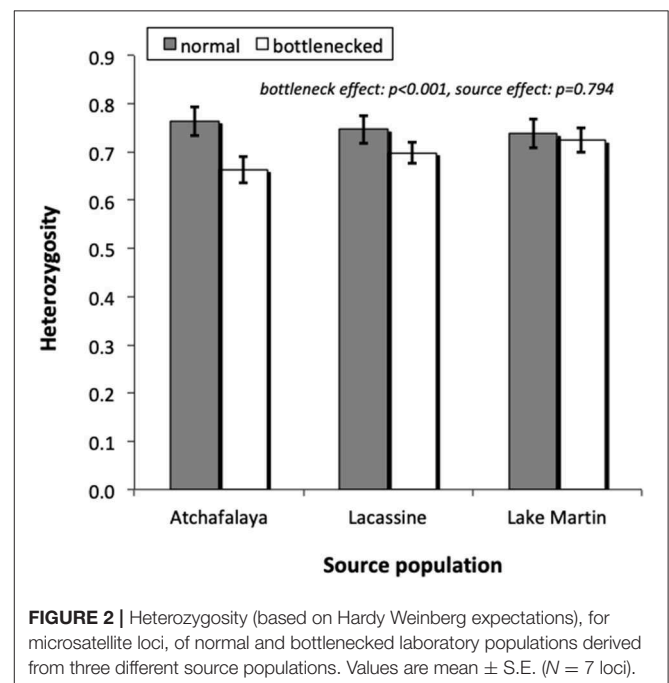 normal bottlenecked
0.9
bottleneck effect: p<0.001, source effect: p=0.794
0.8
0.7
0.6
0.5
0.4
0.3
0.2
0.1
0.0
Heterozygosity
Atchafalaya Lacassine Lake Martin
Source population
FIGURE 2 | Heterozygosity (based on Hardy Weinberg expectations), for
microsatellite loci, of normal and bottlenecked laboratory populations derived
from three different source populations. Values are mean ± S.E. (N = 7 loci).